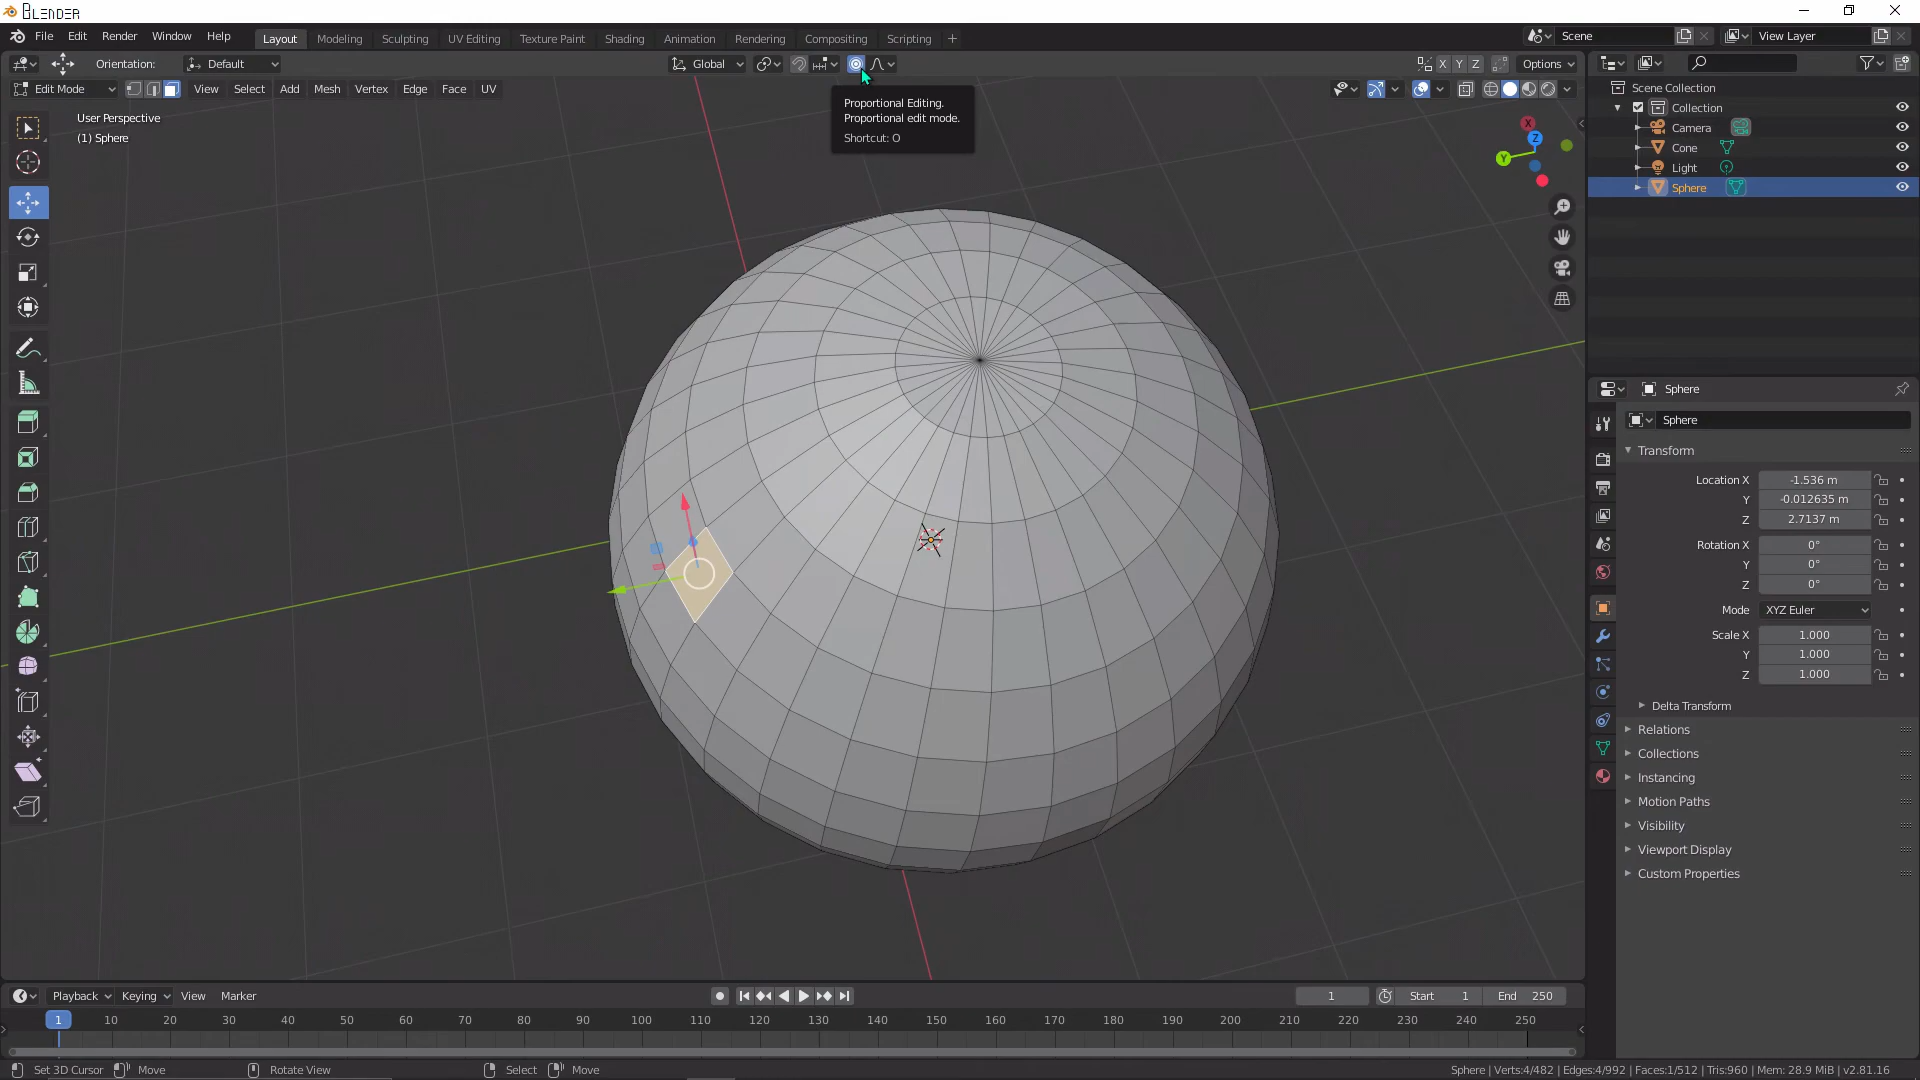 BLENDER
File Edit Render Window Help
Layout Modeling Sculpting UV Editing Texture Paint Shading Animation Rendering Compositing Scripting +
Scene
View Layer
Orientation: Default
Global
X Y Z Options
Edit Mode View Select Add Mesh Vertex Edge Face UV
User Perspective
(1) Sphere
Proportional Editing.
Proportional edit mode.
Shortcut: O
X
Z
Y
Scene Collection
Collection
Camera
Cone
Light
Sphere
Sphere
Sphere
Transform
Location X -1.536 m
Y -0.012635 m
Z 2.7137 m
Rotation X 0°
Y 0°
Z 0°
Mode XYZ Euler
Scale X 1.000
Y 1.000
Z 1.000
Delta Transform
Relations
Collections
Instancing
Motion Paths
Visibility
Viewport Display
Custom Properties
Playback Keying View Marker
1 Start 1 End 250
1 10 20 30 40 50 60 70 80 90 100 110 120 130 140 150 160 170 180 190 200 210 220 230 240 250
Set 3D Cursor Move Rotate View Select Move
Sphere | Verts:4/482 | Edges:4/992 | Faces:1/512 | Tris:960 | Mem: 28.9 MiB | v2.81.16